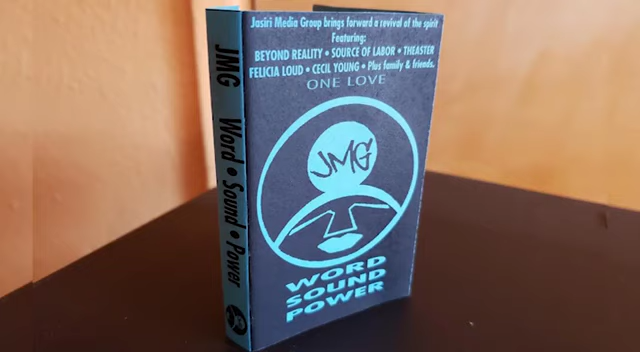 Jasiri Media Group brings forward a revival of the spirit
Featuring:
BEYOND REALITY • SOURCE OF LABOR • THEASTER
FELICIA LOUD • CECIL YOUNG • Plus family & friends.
ONE LOVE
JMG
WORD
SOUND
POWER
JMG Word • Sound • Power